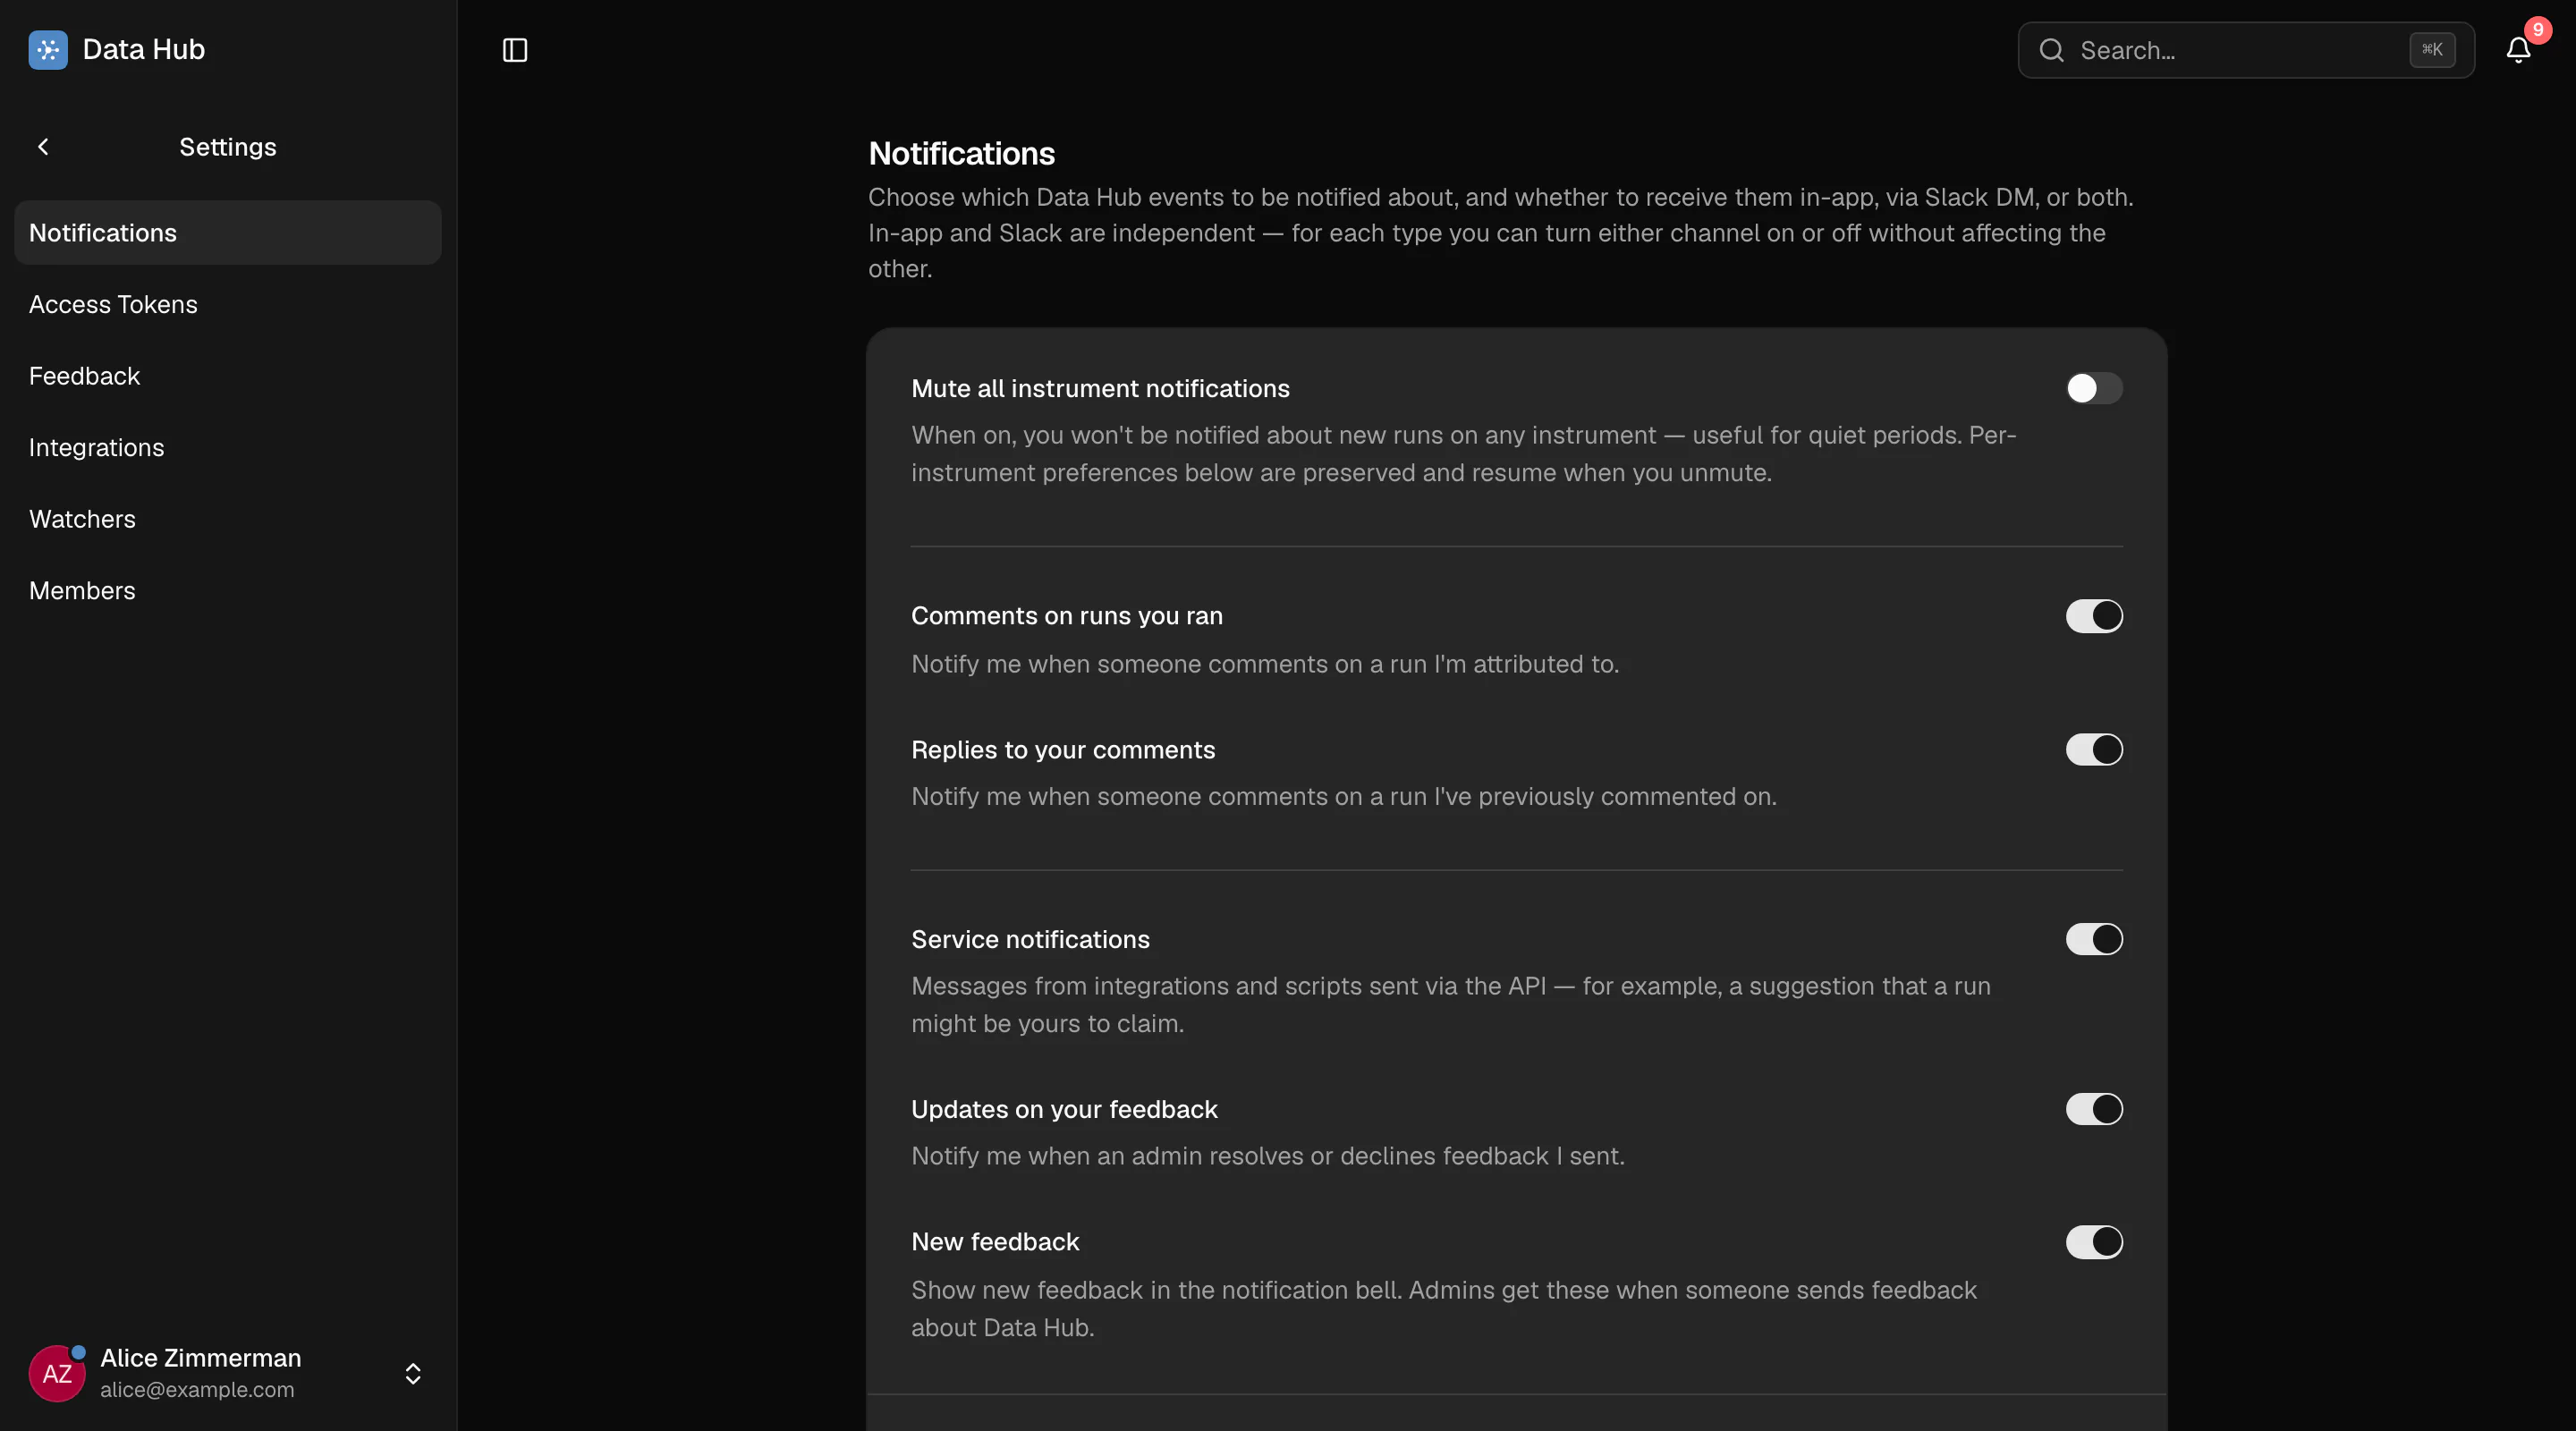 Data Hub
Search...
⌘K
9
Settings
Notifications
Access Tokens
Feedback
Integrations
Watchers
Members
Notifications
Choose which Data Hub events to be notified about, and whether to receive them in-app, via Slack DM, or both.
In-app and Slack are independent — for each type you can turn either channel on or off without affecting the
other.
Mute all instrument notifications
When on, you won't be notified about new runs on any instrument — useful for quiet periods. Per-
instrument preferences below are preserved and resume when you unmute.
Comments on runs you ran
Notify me when someone comments on a run I'm attributed to.
Replies to your comments
Notify me when someone comments on a run I've previously commented on.
Service notifications
Messages from integrations and scripts sent via the API — for example, a suggestion that a run
might be yours to claim.
Updates on your feedback
Notify me when an admin resolves or declines feedback I sent.
New feedback
Show new feedback in the notification bell. Admins get these when someone sends feedback
about Data Hub.
AZ
Alice Zimmerman
alice@example.com